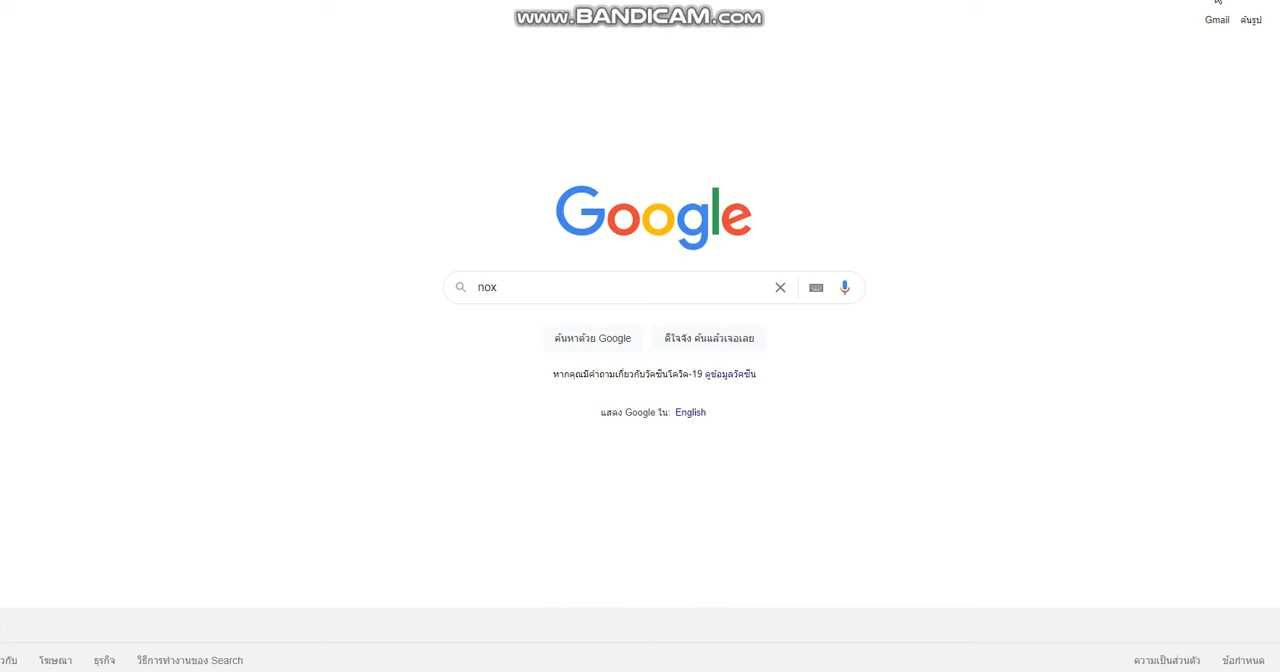 www.BANDICAM.com
Gmail ค้นรูป
Google
nox
ค้นหาด้วย Google ดีใจจัง ค้นแล้วเจอเลย
หากคุณมีคำถามเกี่ยวกับวัคซีนโควิด-19 ดูข้อมูลวัคซีน
แสดง Google ใน: English
วกับ โฆษณา ธุรกิจ วิธีการทำงานของ Search ความเป็นส่วนตัว ข้อกำหนด